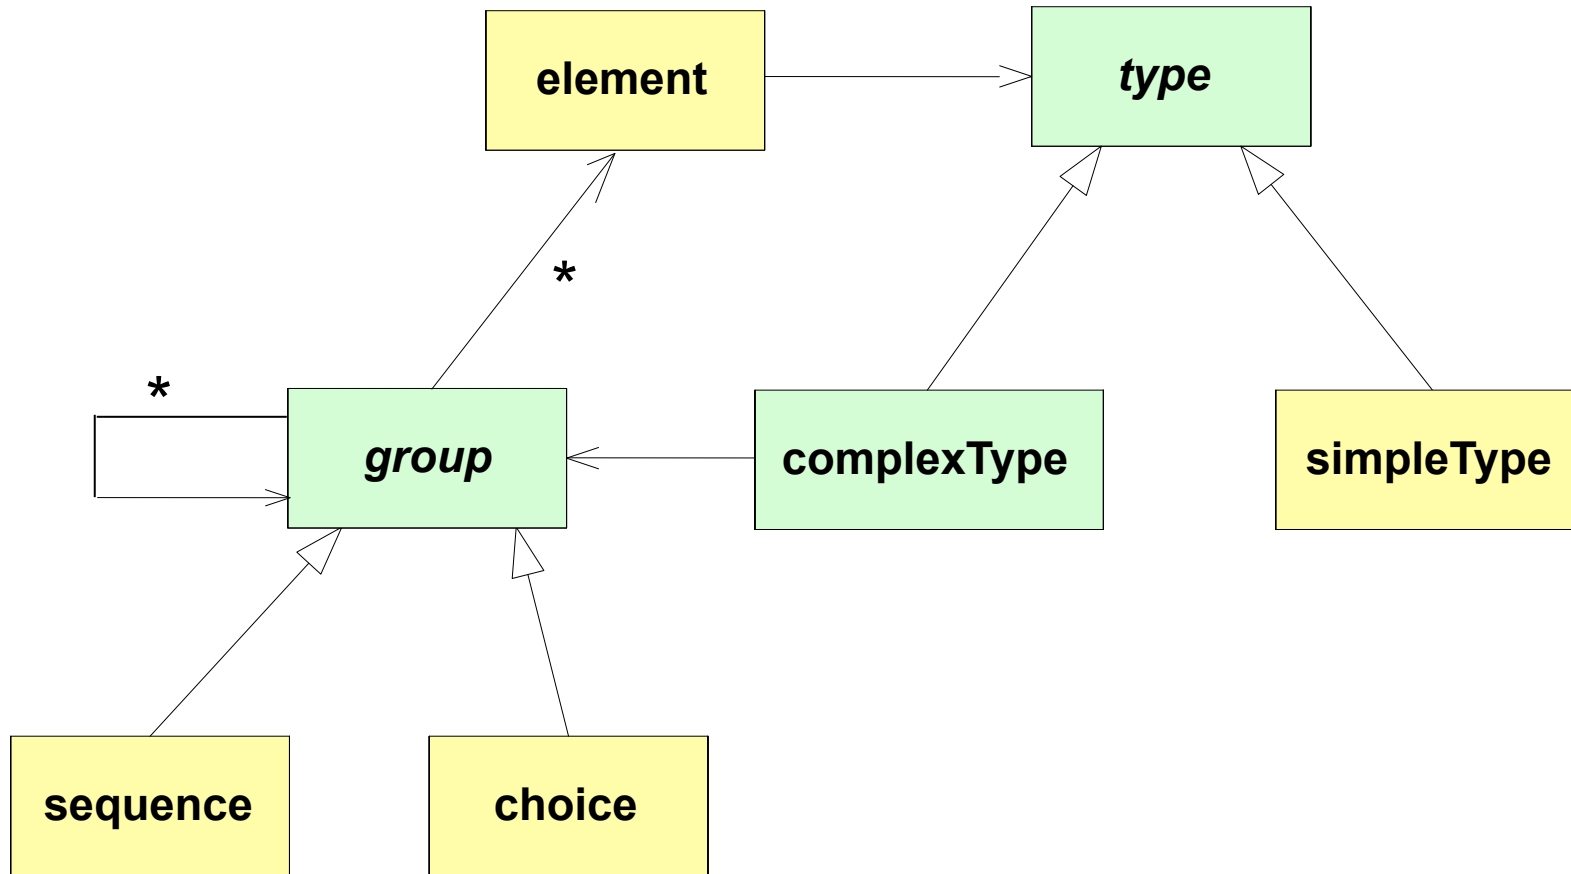 element
type
*
*
group
complexType
simpleType
sequence
choice